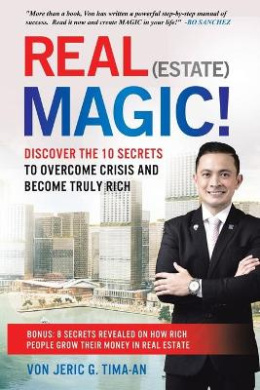 "More than a book, Von has written a powerful step-by-step manual of
success. Read it now and create MAGIC in your life!" -BO SANCHEZ
REAL (ESTATE)
MAGIC!
DISCOVER THE 10 SECRETS
TO OVERCOME CRISIS AND
BECOME TRULY RICH
BONUS: 8 SECRETS REVEALED ON HOW RICH
PEOPLE GROW THEIR MONEY IN REAL ESTATE
VON JERIC G. TIMA-AN